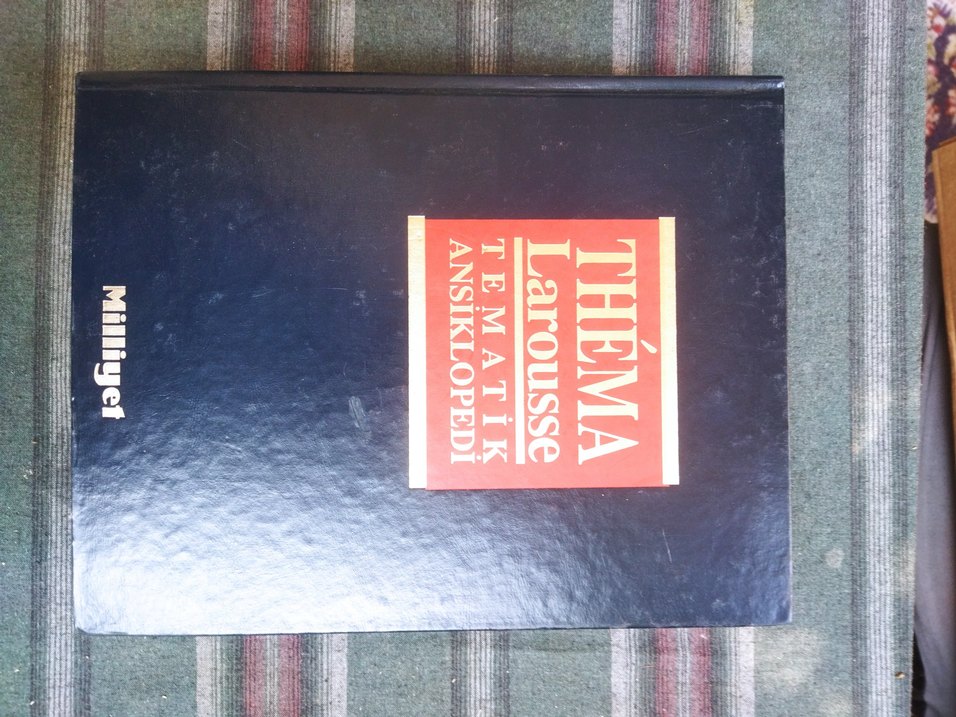 THÉMA
Larousse
TEMATİK
ANSİKLOPEDİ
Milliyet